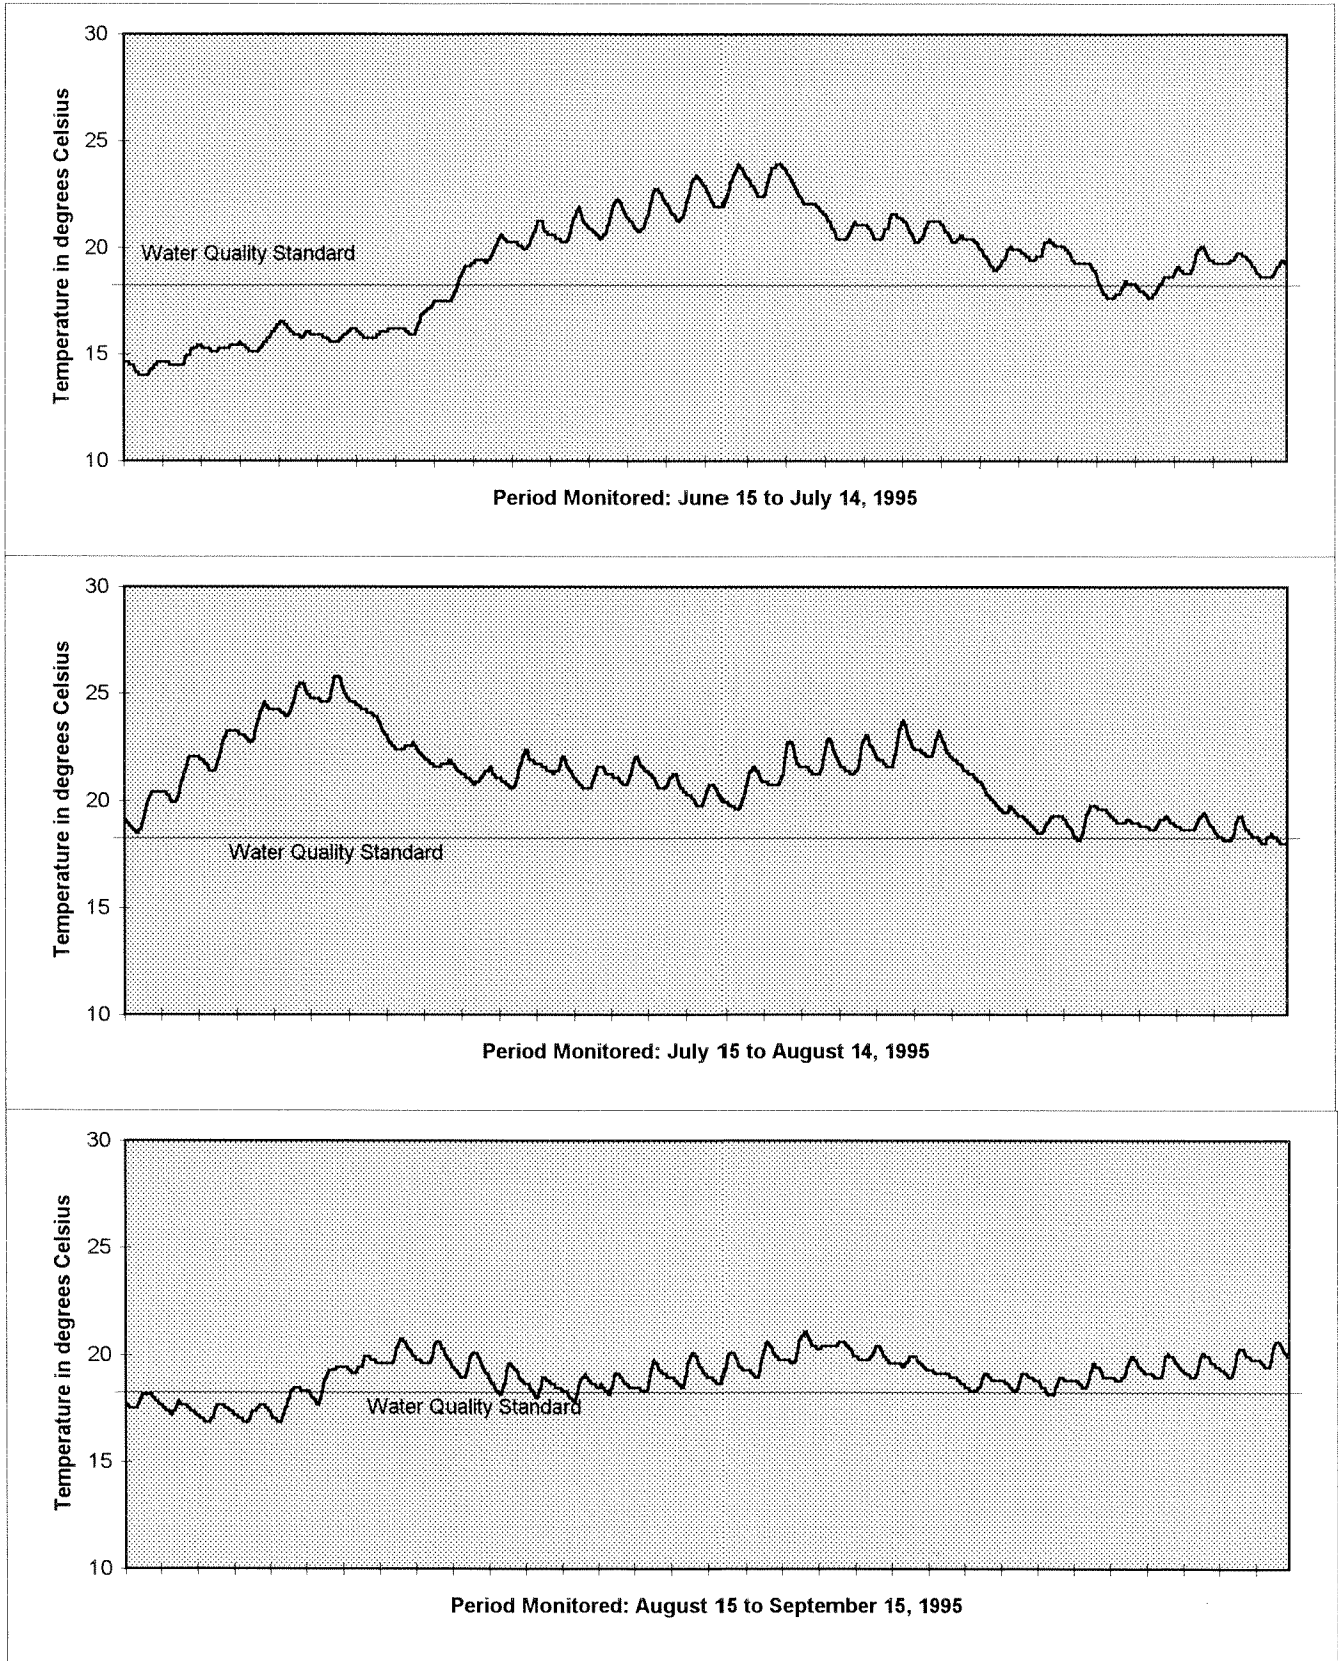 30
25
20
15
10
Temperature in degrees Celsius
Water Quality Standard
Period Monitored: June 15 to July 14, 1995
30
25
20
15
10
Temperature in degrees Celsius
Water Quality Standard
Period Monitored: July 15 to August 14, 1995
30
25
20
15
10
Temperature in degrees Celsius
Water Quality Standard
Period Monitored: August 15 to September 15, 1995